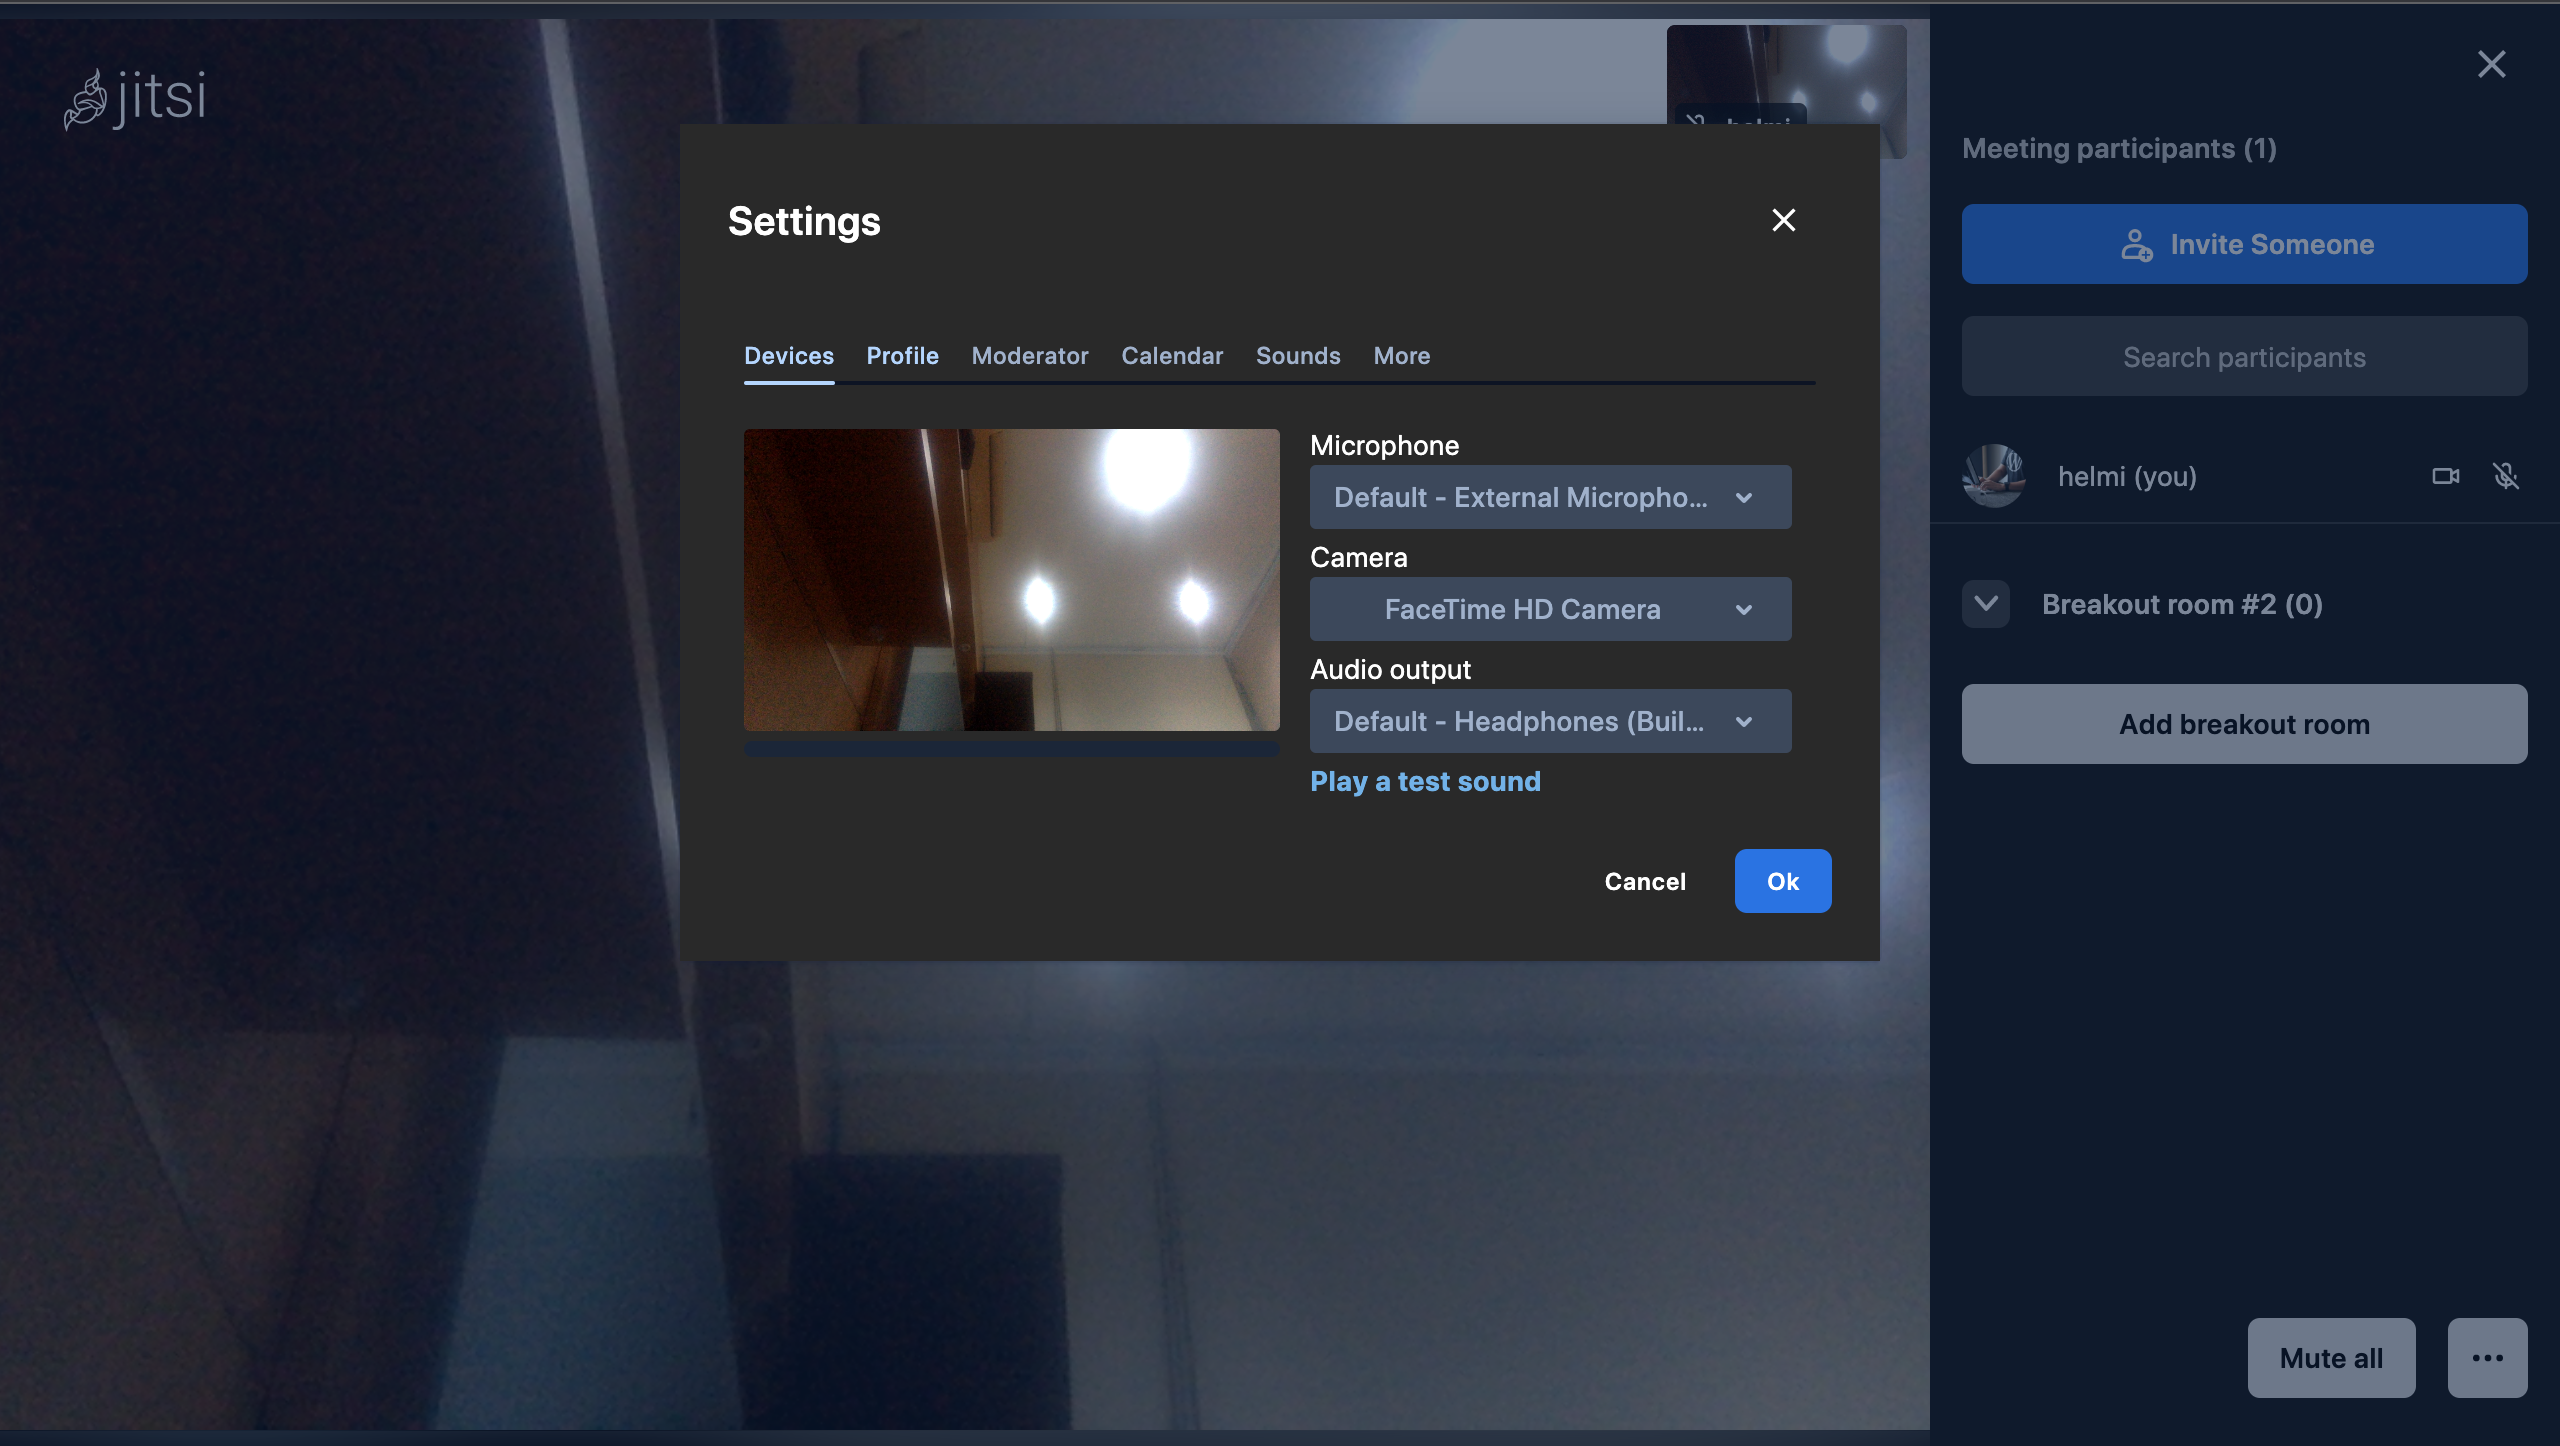 jitsi
helmi
Settings
Devices Profile Moderator Calendar Sounds More
Microphone
Default - External Micropho...
Camera
FaceTime HD Camera
Audio output
Default - Headphones (Buil...
Play a test sound
Cancel Ok
Meeting participants (1)
Invite Someone
Search participants
helmi (you)
Breakout room #2 (0)
Add breakout room
Mute all